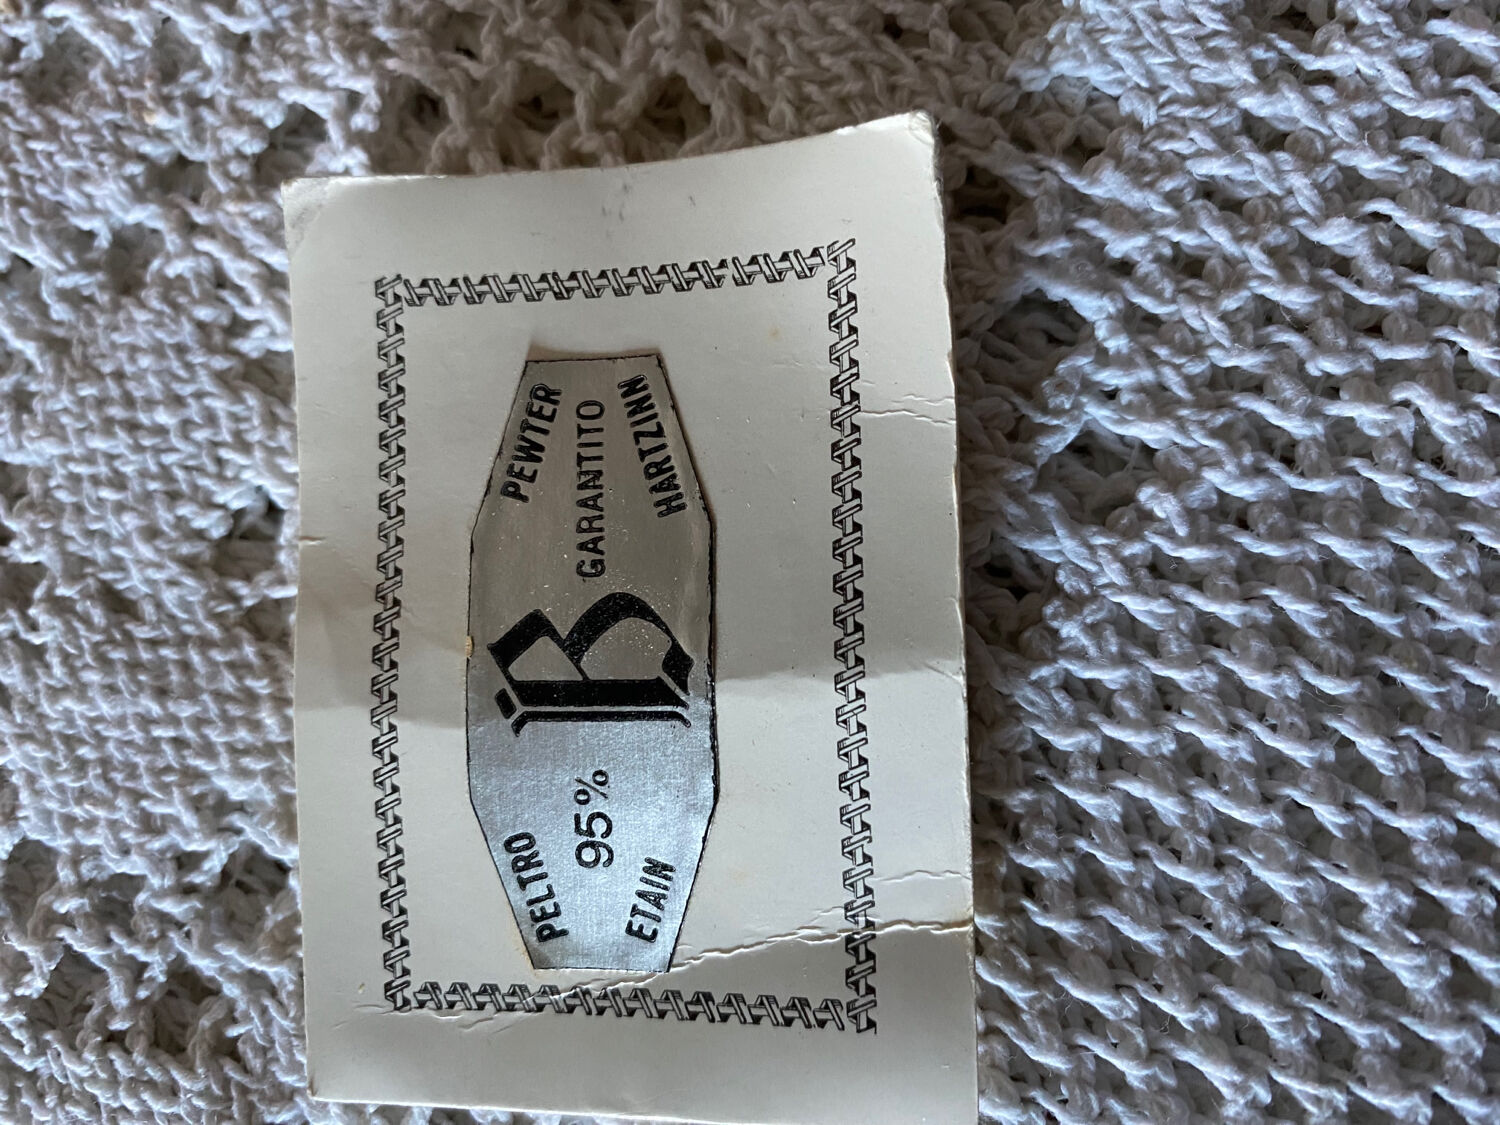 PELTRO PEWTER
95% B GARANTITO
ETAIN HARTZINN